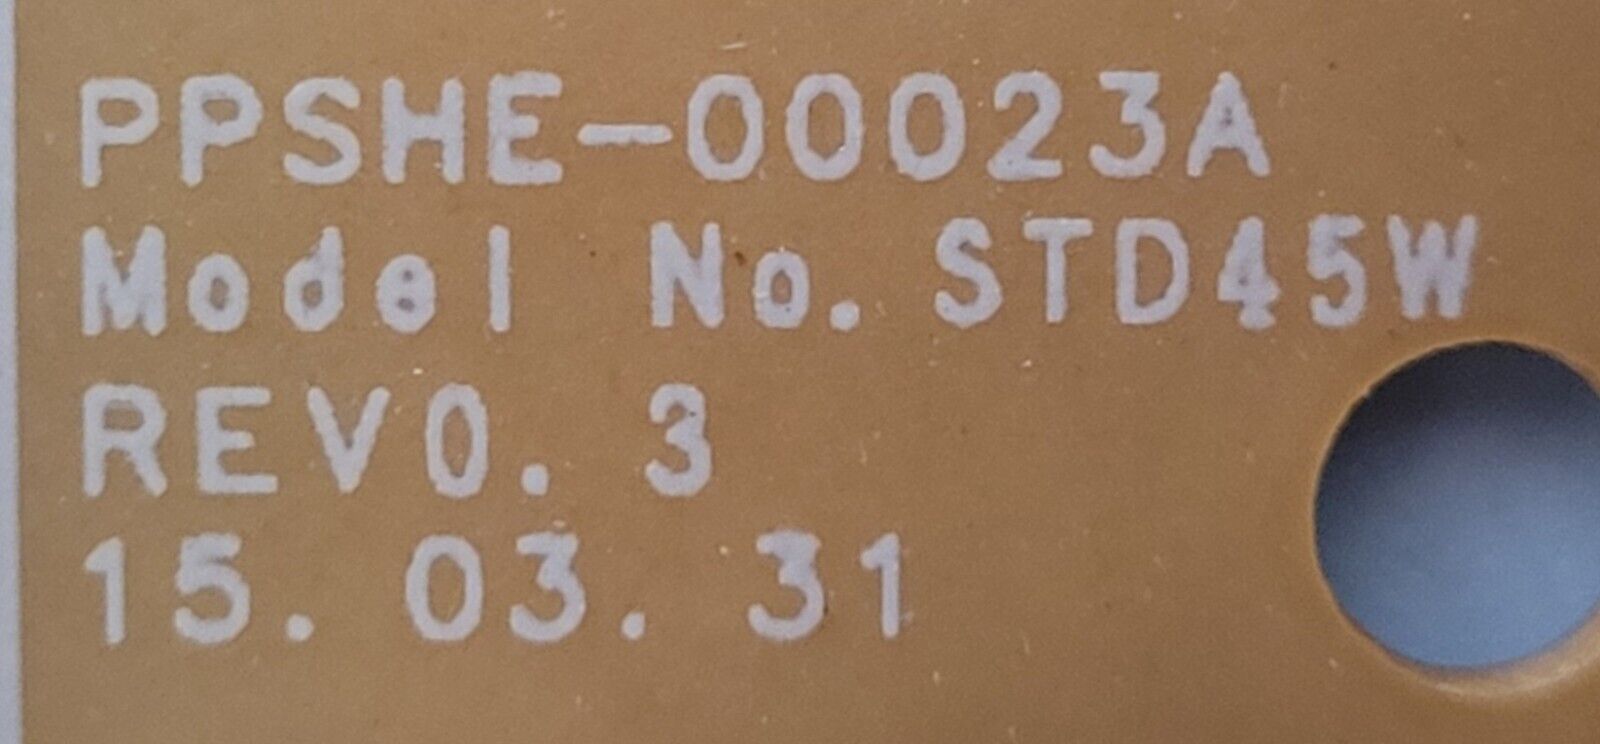 PPSHE-00023A
Model No. STD45W
REV0. 3
15. 03. 31